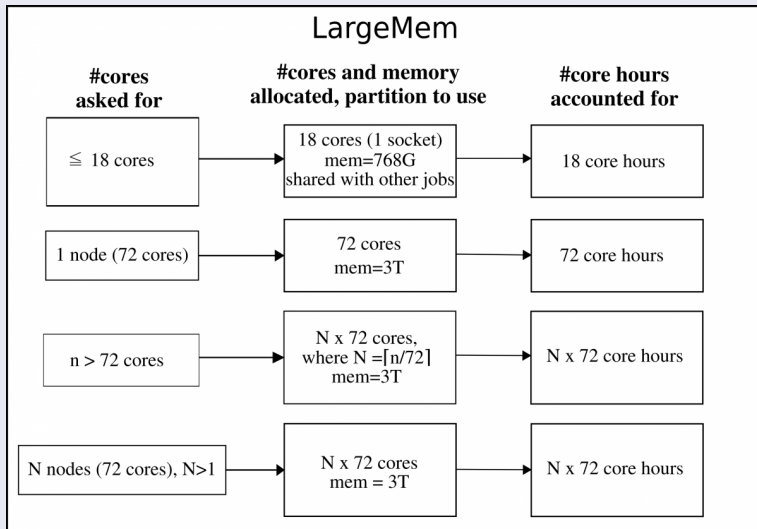 LargeMem
#cores
asked for
#cores and memory
allocated, partition to use
#core hours
accounted for
≦ 18 cores
18 cores (1 socket)
mem=768G
shared with other jobs
18 core hours
1 node (72 cores)
72 cores
mem=3T
72 core hours
n > 72 cores
N x 72 cores,
where N =⌈n/72⌉
mem=3T
N x 72 core hours
N nodes (72 cores), N>1
N x 72 cores
mem = 3T
N x 72 core hours